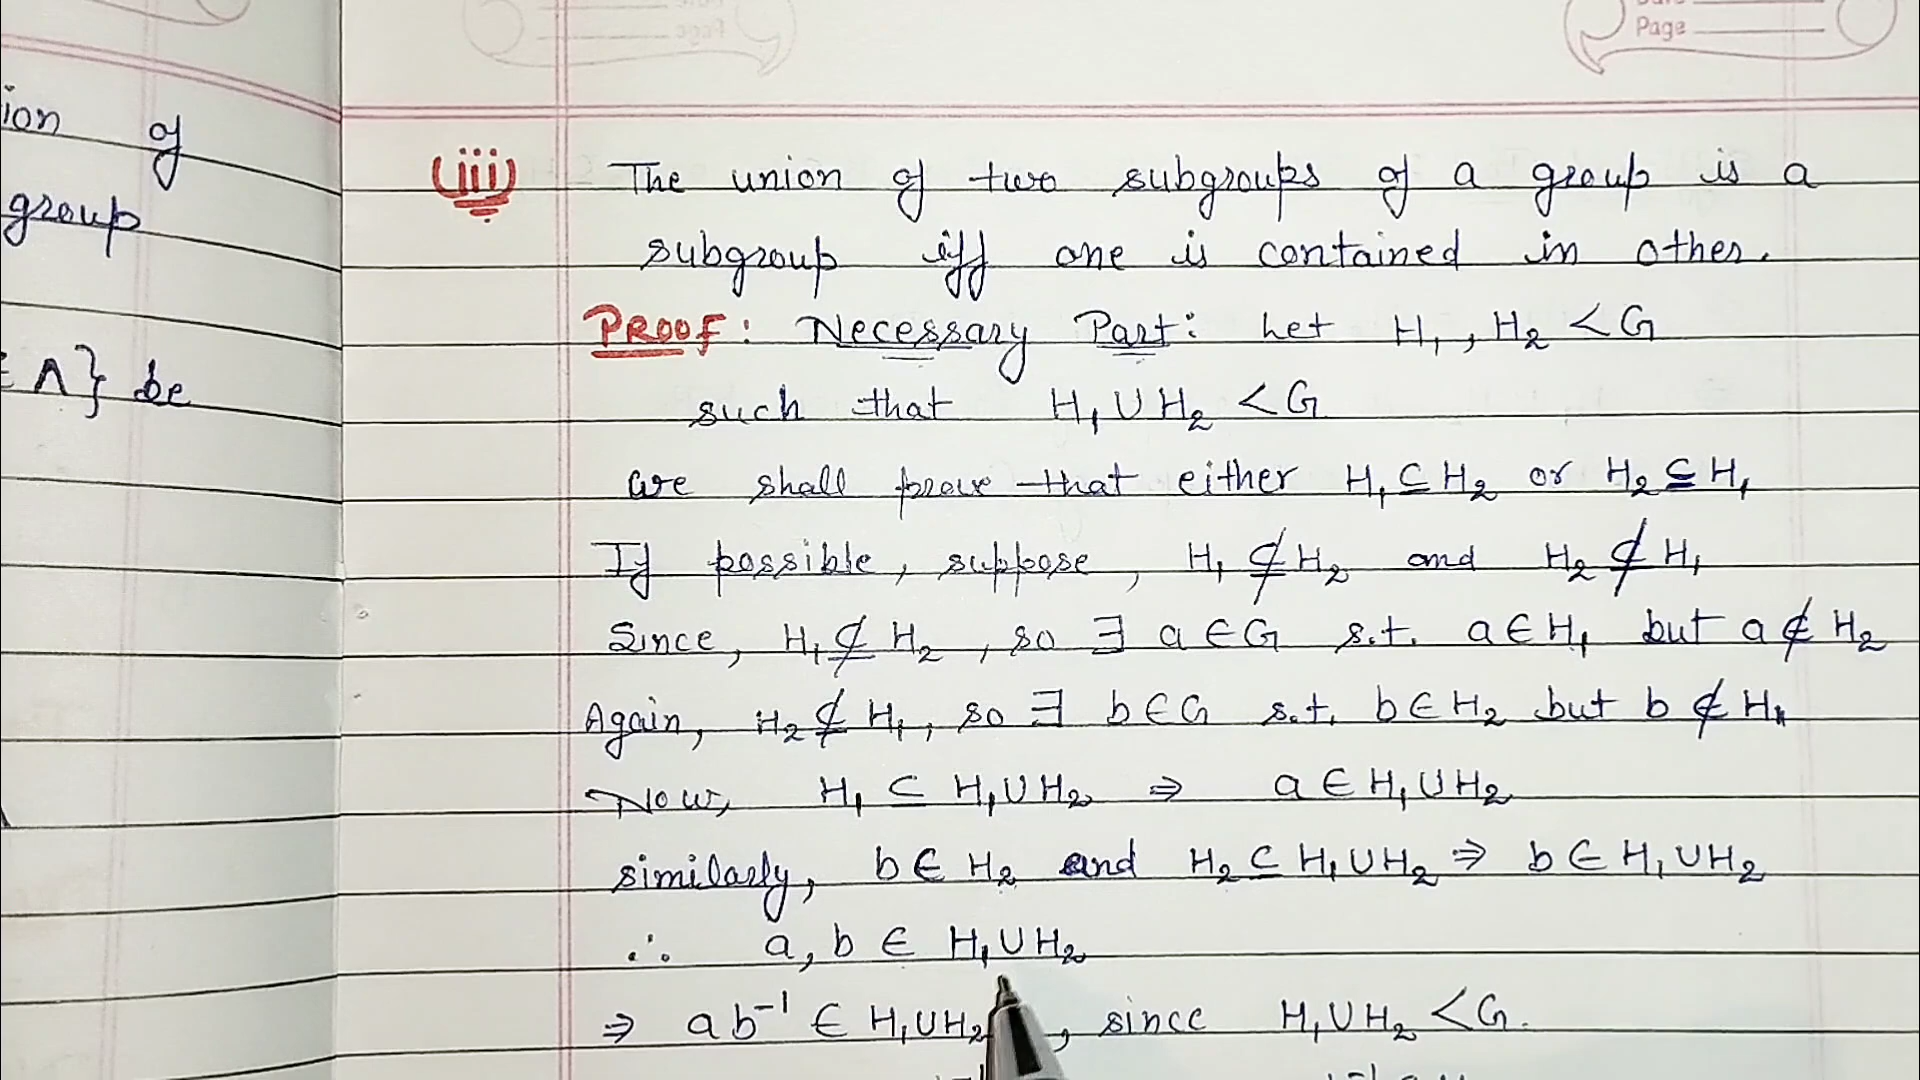 Page
ion of
group
∈ Λ} be
(iii) The union of two subgroups of a group is a
subgroup iff one is contained in other.
PROOF: Necessary Part: Let H₁, H₂ < G
such that H₁ ∪ H₂ < G
we shall prove that either H₁ ⊆ H₂ or H₂ ⊆ H₁
If possible, suppose, H₁ ⊈ H₂ and H₂ ⊄ H₁
Since, H₁ ⊈ H₂, so ∃ a ∈ G s.t. a ∈ H₁ but a ∉ H₂
Again, H₂ ⊈ H₁, so ∃ b ∈ G s.t. b ∈ H₂ but b ∉ H₁
Now, H₁ ⊆ H₁ ∪ H₂ ⇒ a ∈ H₁ ∪ H₂
similarly, b ∈ H₂ and H₂ ⊆ H₁ ∪ H₂ ⇒ b ∈ H₁ ∪ H₂
∴ a, b ∈ H₁ ∪ H₂
⇒ ab⁻¹ ∈ H₁ ∪ H₂, since H₁ ∪ H₂ < G.